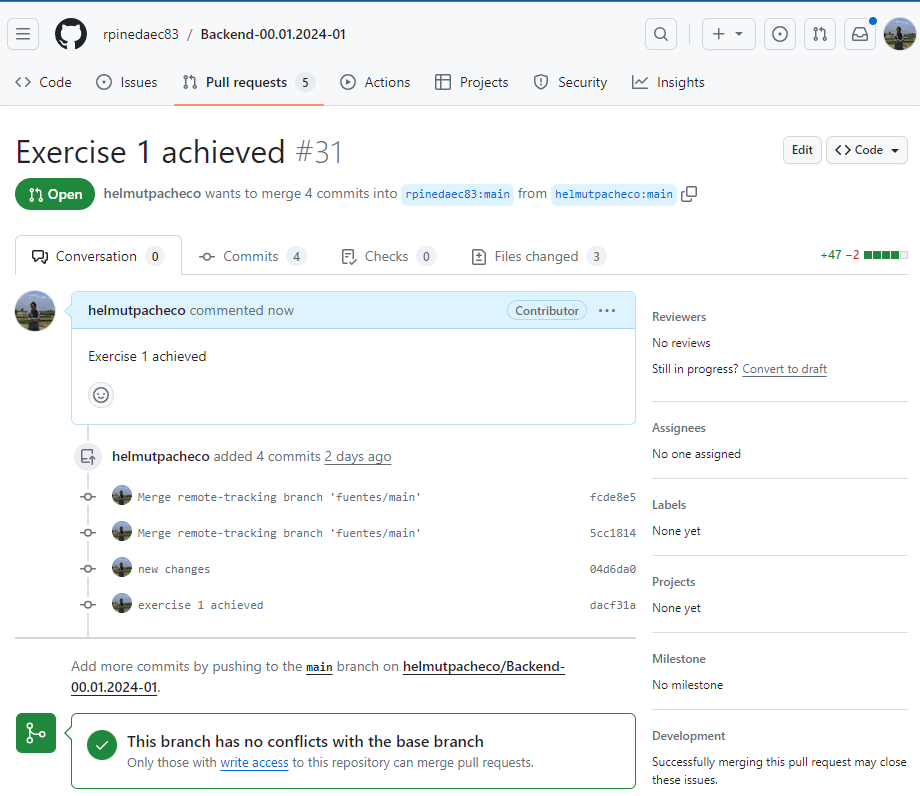 rpinedaec83 / Backend-00.01.2024-01
Code Issues Pull requests 5 Actions Projects Security Insights
Exercise 1 achieved #31
Edit Code
Open helmutpacheco wants to merge 4 commits into rpinedaec83:main from helmutpacheco:main
Conversation 0 Commits 4 Checks 0 Files changed 3 +47 −2
helmutpacheco commented now Contributor
Exercise 1 achieved
helmutpacheco added 4 commits 2 days ago
Merge remote-tracking branch 'fuentes/main' fcde8e5
Merge remote-tracking branch 'fuentes/main' 5cc1814
new changes 04d6da0
exercise 1 achieved dacf31a
Add more commits by pushing to the main branch on helmutpacheco/Backend-
00.01.2024-01.
This branch has no conflicts with the base branch
Only those with write access to this repository can merge pull requests.
Reviewers
No reviews
Still in progress? Convert to draft
Assignees
No one assigned
Labels
None yet
Projects
None yet
Milestone
No milestone
Development
Successfully merging this pull request may close
these issues.